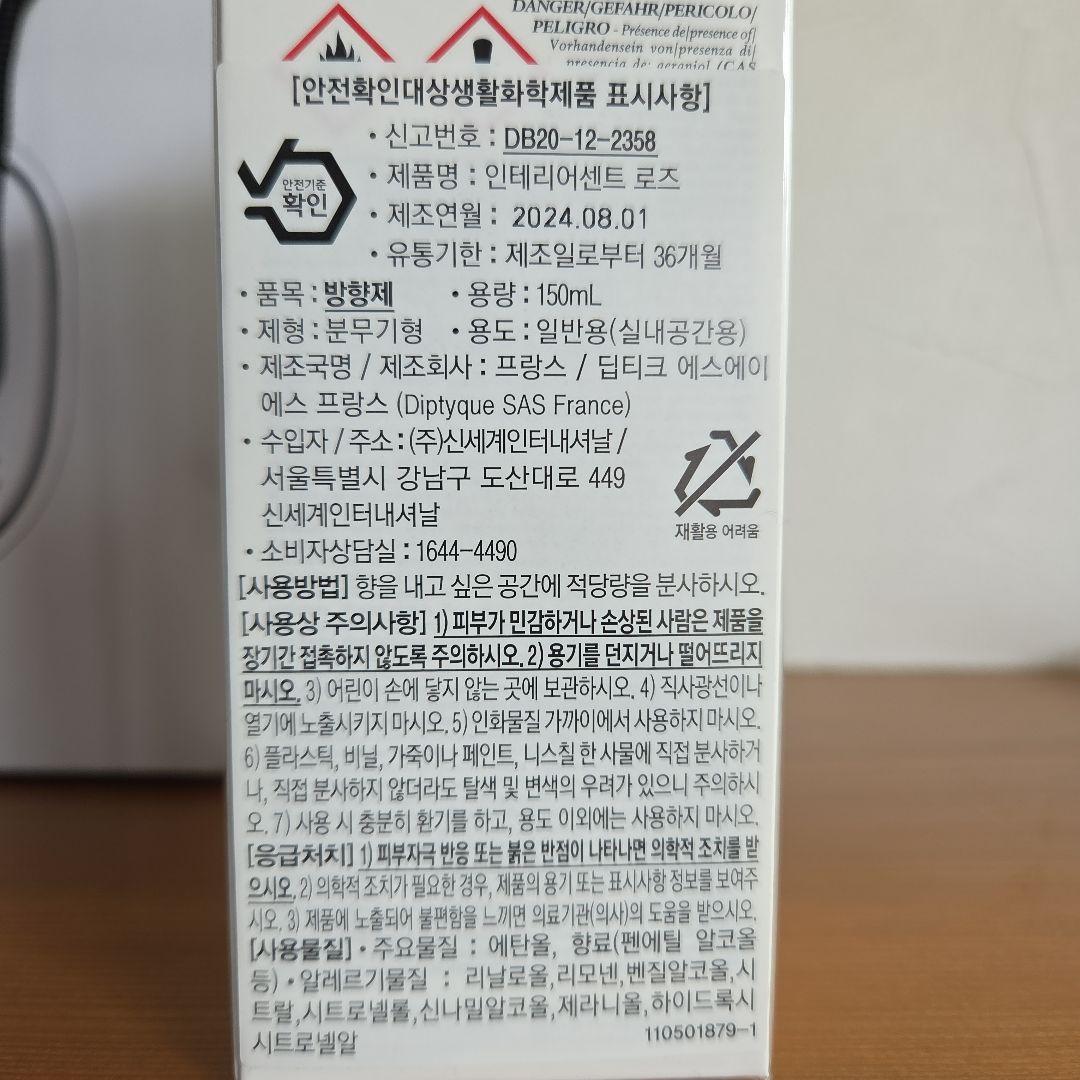 DANGER/GEFAHR/PERICOLO/
PELIGRO - Présence de|presence of|
Vorhandensein von|presenza di|
presencia de: geraniol (CAS
[안전확인대상생활화학제품 표시사항]
안전기준
확인
• 신고번호 : DB20-12-2358
• 제품명 : 인테리어센트 로즈
• 제조연월 : 2024.08.01
• 유통기한 : 제조일로부터 36개월
• 품목 : 방향제 • 용량 : 150mL
• 제형 : 분무기형 • 용도 : 일반용(실내공간용)
• 제조국명 / 제조회사 : 프랑스 / 딥티크 에스에이
에스 프랑스 (Diptyque SAS France)
• 수입자 / 주소 : (주)신세계인터내셔날 /
서울특별시 강남구 도산대로 449
신세계인터내셔날
재활용 어려움
• 소비자상담실 : 1644-4490
[사용방법] 향을 내고 싶은 공간에 적당량을 분사하시오.
[사용상 주의사항] 1) 피부가 민감하거나 손상된 사람은 제품을
장기간 접촉하지 않도록 주의하시오. 2) 용기를 던지거나 떨어뜨리지
마시오. 3) 어린이 손에 닿지 않는 곳에 보관하시오. 4) 직사광선이나
열기에 노출시키지 마시오. 5) 인화물질 가까이에서 사용하지 마시오.
6) 플라스틱, 비닐, 가죽이나 페인트, 니스칠 한 사물에 직접 분사하거
나, 직접 분사하지 않더라도 탈색 및 변색의 우려가 있으니 주의하시
오. 7) 사용 시 충분히 환기를 하고, 용도 이외에는 사용하지 마시오.
[응급처치] 1) 피부자극 반응 또는 붉은 반점이 나타나면 의학적 조치를 받
으시오. 2) 의학적 조치가 필요한 경우, 제품의 용기 또는 표시사항 정보를 보여주
시오. 3) 제품에 노출되어 불편함을 느끼면 의료기관(의사)의 도움을 받으시오.
[사용물질] • 주요물질 : 에탄올, 향료(펜에틸 알코올
등) • 알레르기물질 : 리날로올,리모넨,벤질알코올,시
트랄,시트로넬롤,신나밀알코올,제라니올,하이드록시
시트로넬알
110501879-1